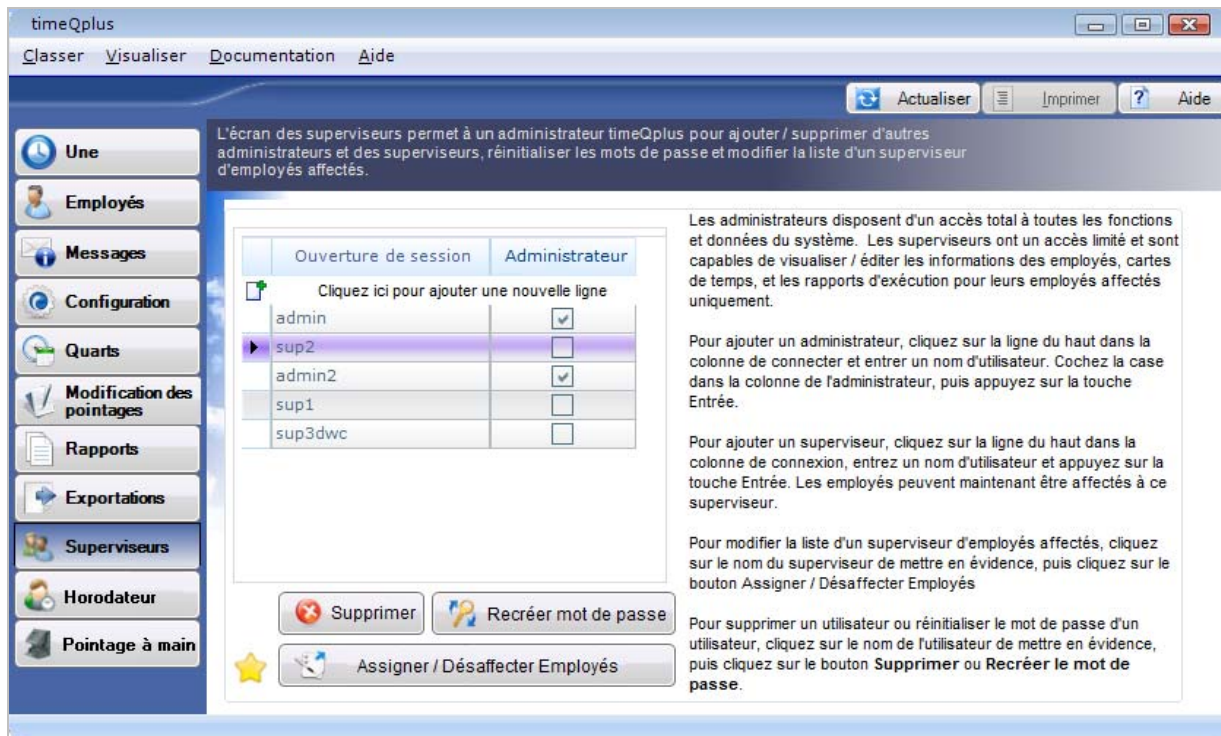 timeQplus
Classer Visualiser Documentation Aide
Actualiser Imprimer Aide
L'écran des superviseurs permet à un administrateur timeQplus pour ajouter / supprimer d'autres
administrateurs et des superviseurs, réinitialiser les mots de passe et modifier la liste d'un superviseur
d'employés affectés.
Une
Employés
Messages
Configuration
Quarts
Modification des
pointages
Rapports
Exportations
Superviseurs
Horodateur
Pointage à main
Ouverture de session Administrateur
Cliquez ici pour ajouter une nouvelle ligne
admin
sup2
admin2
sup1
sup3dwc
Supprimer Recréer mot de passe
Assigner / Désaffecter Employés
Les administrateurs disposent d'un accès total à toutes les fonctions
et données du système. Les superviseurs ont un accès limité et sont
capables de visualiser / éditer les informations des employés, cartes
de temps, et les rapports d'exécution pour leurs employés affectés
uniquement.
Pour ajouter un administrateur, cliquez sur la ligne du haut dans la
colonne de connecter et entrer un nom d'utilisateur. Cochez la case
dans la colonne de l'administrateur, puis appuyez sur la touche
Entrée.
Pour ajouter un superviseur, cliquez sur la ligne du haut dans la
colonne de connexion, entrez un nom d'utilisateur et appuyez sur la
touche Entrée. Les employés peuvent maintenant être affectés à ce
superviseur.
Pour modifier la liste d'un superviseur d'employés affectés, cliquez
sur le nom du superviseur de mettre en évidence, puis cliquez sur le
bouton Assigner / Désaffecter Employés
Pour supprimer un utilisateur ou réinitialiser le mot de passe d'un
utilisateur, cliquez sur le nom de l'utilisateur de mettre en évidence,
puis cliquez sur le bouton Supprimer ou Recréer le mot de
passe.